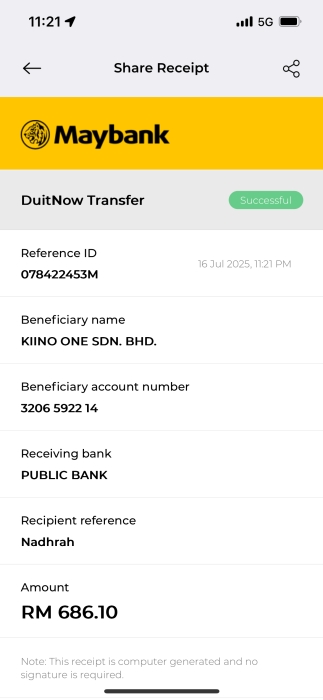 11:21 5G
Share Receipt
Maybank
DuitNow Transfer Successful
Reference ID
078422453M
16 Jul 2025, 11:21 PM
Beneficiary name
KIINO ONE SDN. BHD.
Beneficiary account number
3206 5922 14
Receiving bank
PUBLIC BANK
Recipient reference
Nadhrah
Amount
RM 686.10
Note: This receipt is computer generated and no
signature is required.